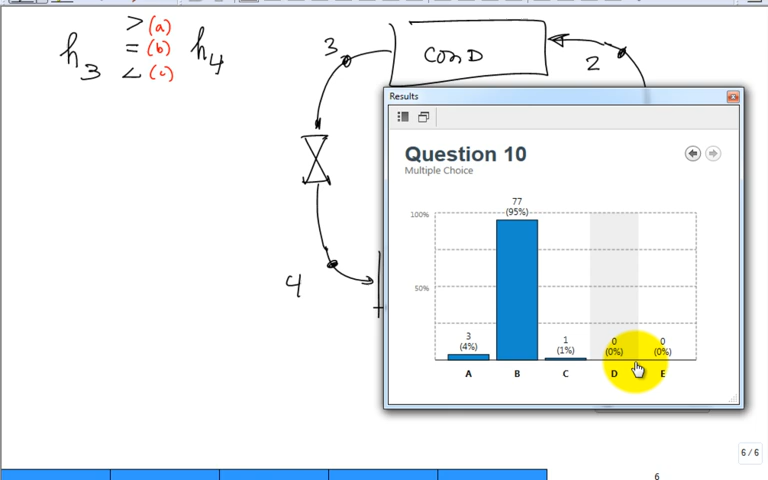 > (a)
h3 = (b) h4
< (c)
3
COND
2
4
Results
Question 10
Multiple Choice
77
(95%)
100%
50%
3
(4%)
1
(1%)
0
(0%)
0
(0%)
A B C D E
6 / 6
6